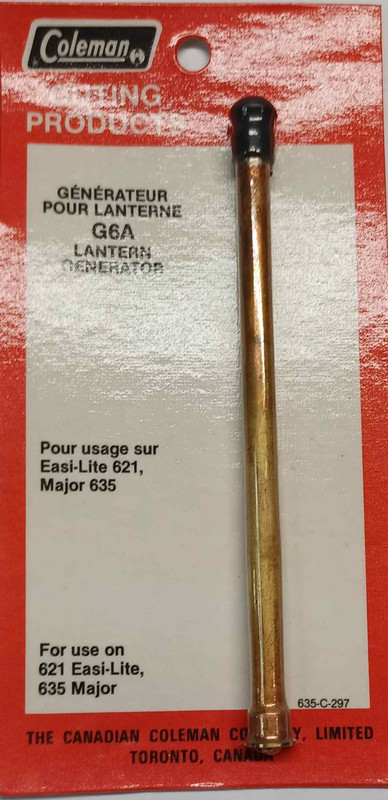 Coleman
PRODUCTS
GÉNÉRATEUR
POUR LANTERNE
G6A
LANTERN
GENERATOR
Pour usage sur
Easi-Lite 621,
Major 635
For use on
621 Easi-Lite,
635 Major
635-C-297
THE CANADIAN COLEMAN LIMITED
TORONTO, CANADA